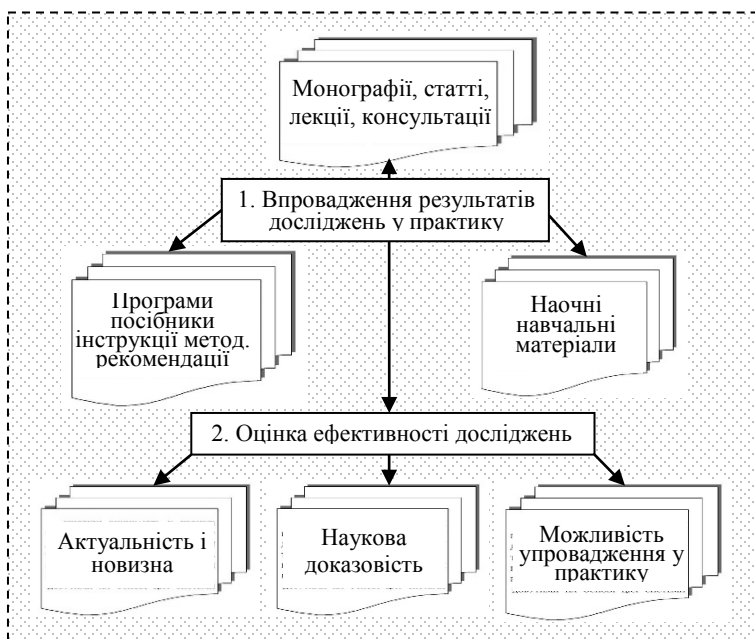 Монографії, статті,
лекції, консультації
1. Впровадження результатів
досліджень у практику
Програми
посібники
інструкції метод.
рекомендації
Наочні
навчальні
матеріали
2. Оцінка ефективності досліджень
Актуальність і
новизна
Наукова
доказовість
Можливість
упровадження у
практику